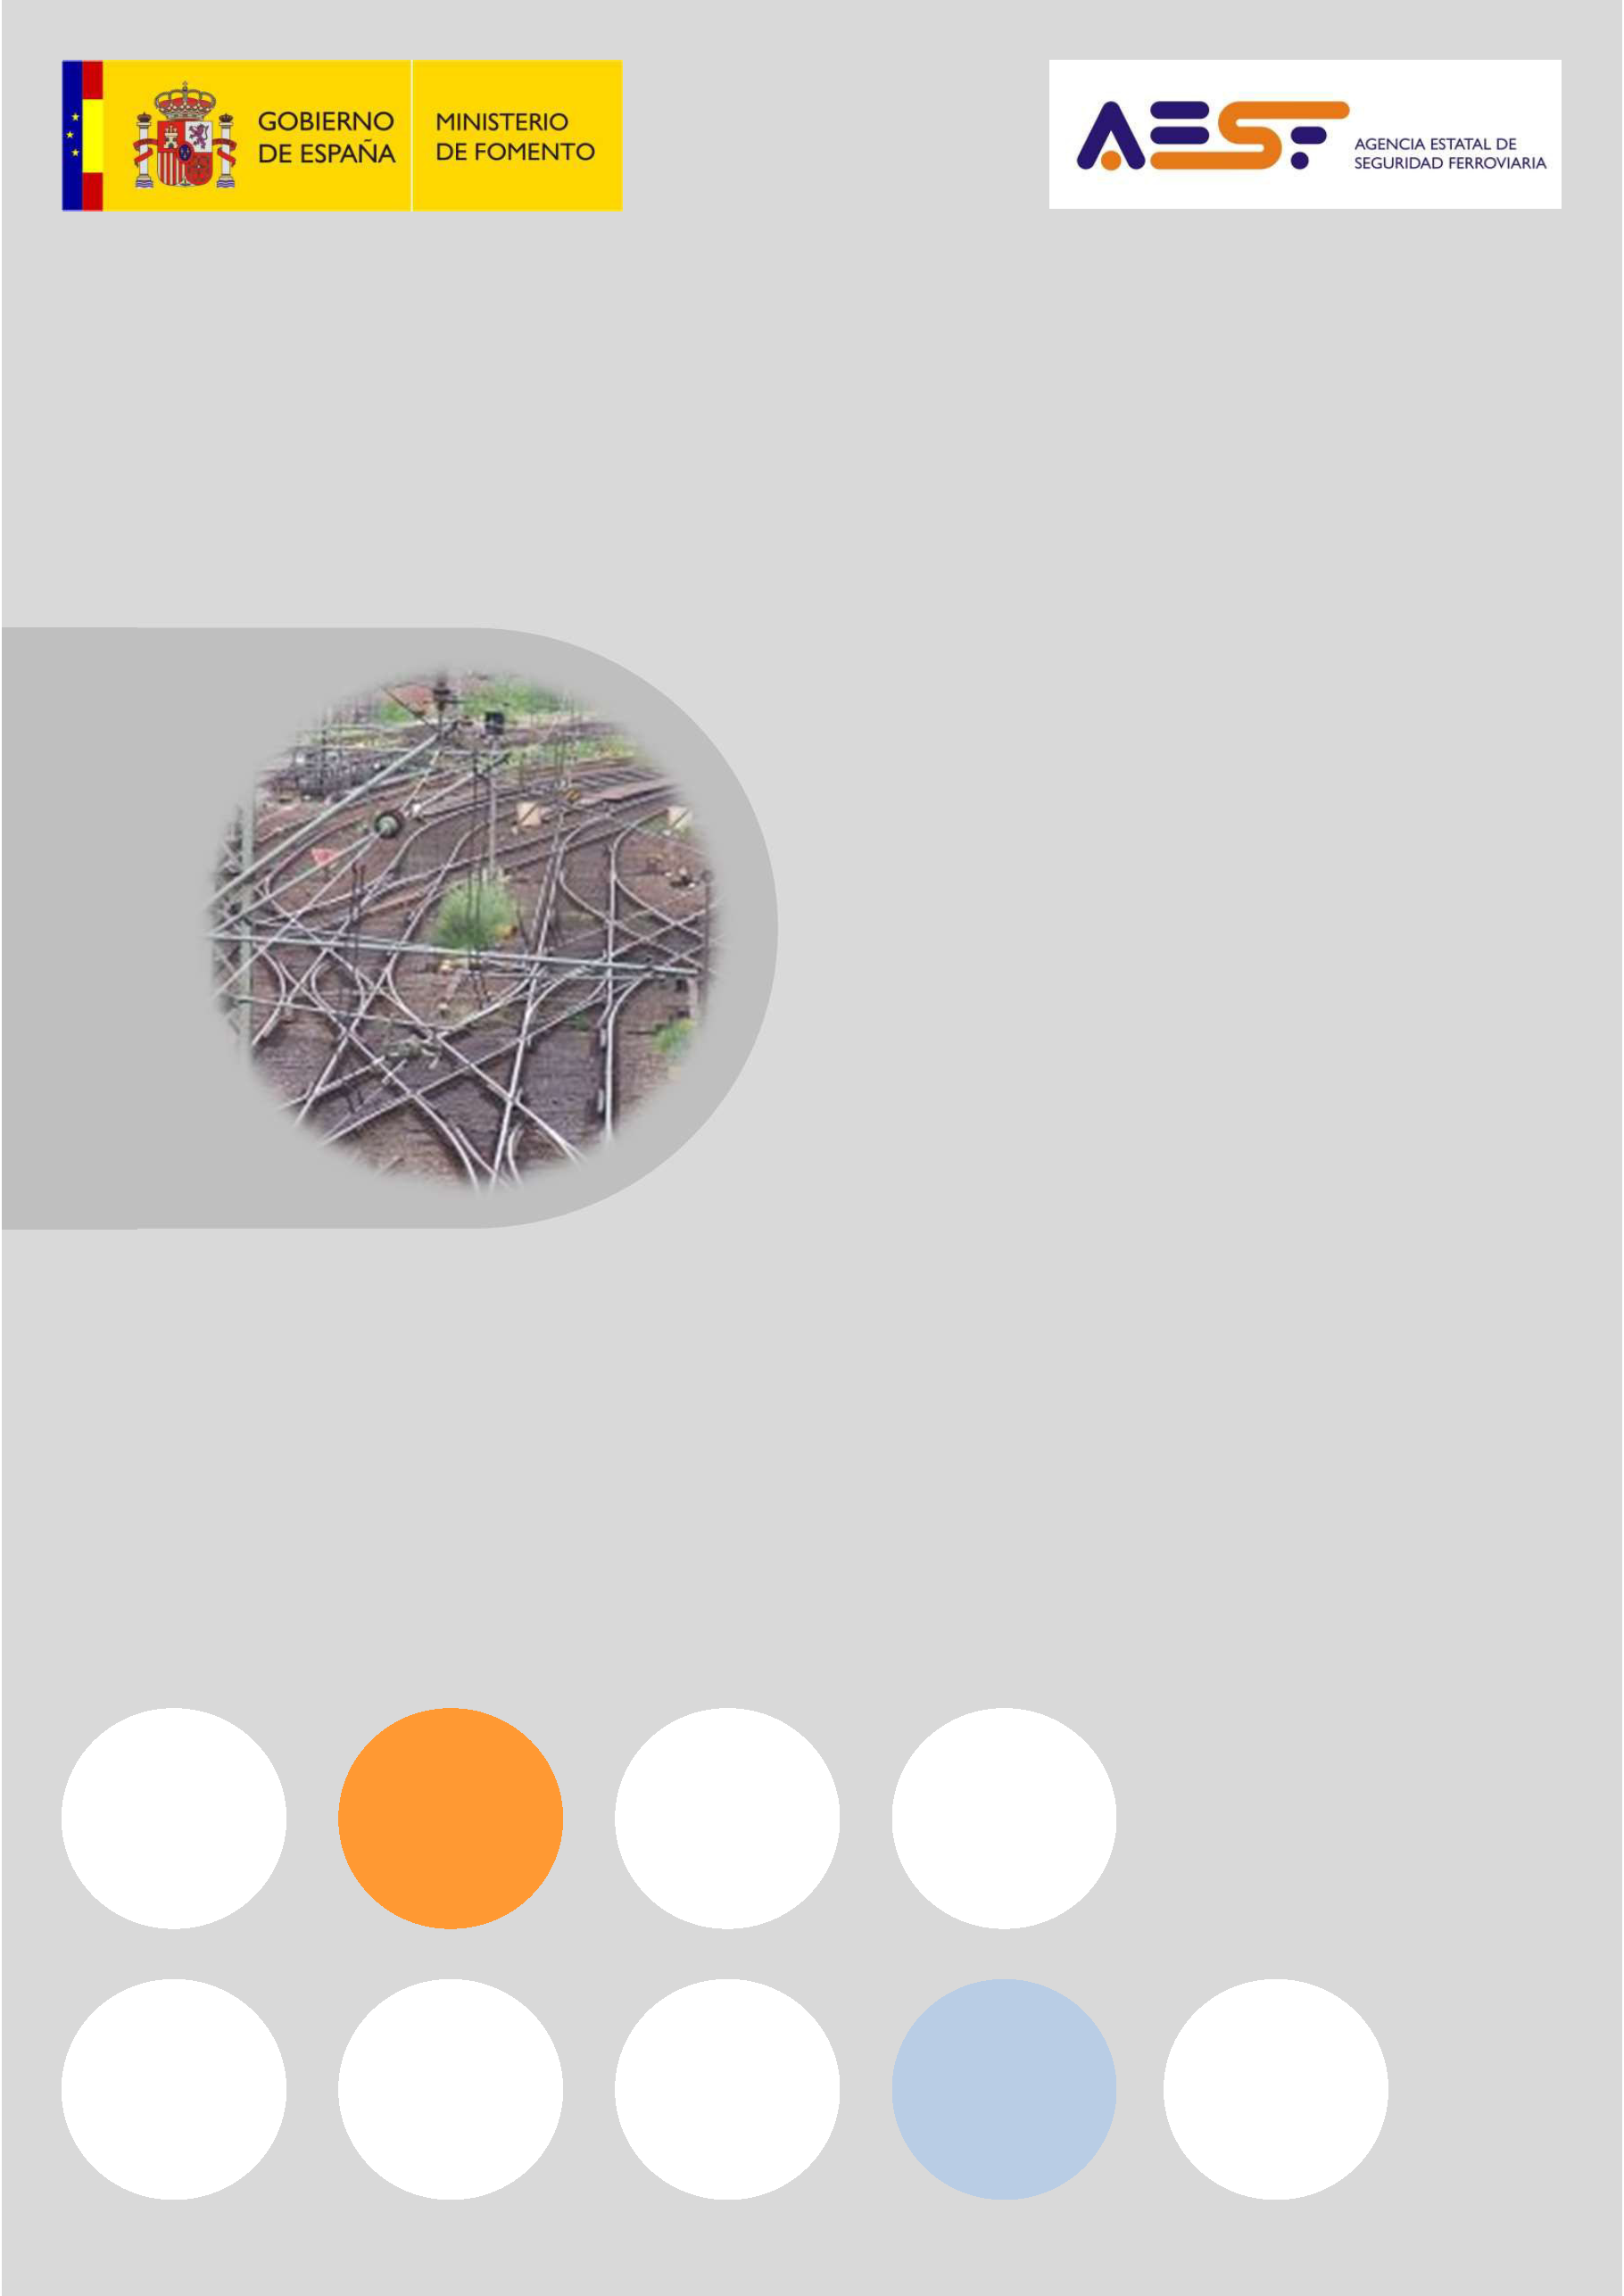 GOBIERNO
DE ESPAÑA
MINISTERIO
DE FOMENTO
AESF
AGENCIA ESTATAL DE
SEGURIDAD FERROVIARIA